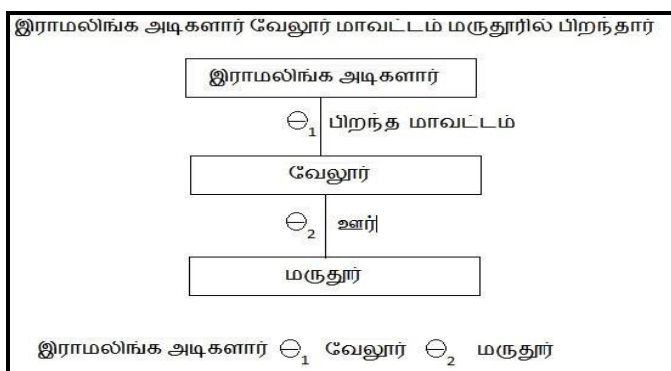 இராமலிங்க அடிகளார் வேலூர் மாவட்டம் மருதூரில் பிறந்தார்
இராமலிங்க அடிகளார்
⊖₁ பிறந்த மாவட்டம்
வேலூர்
⊖₂ ஊர்
மருதூர்
இராமலிங்க அடிகளார் ⊖₁ வேலூர் ⊖₂ மருதூர்